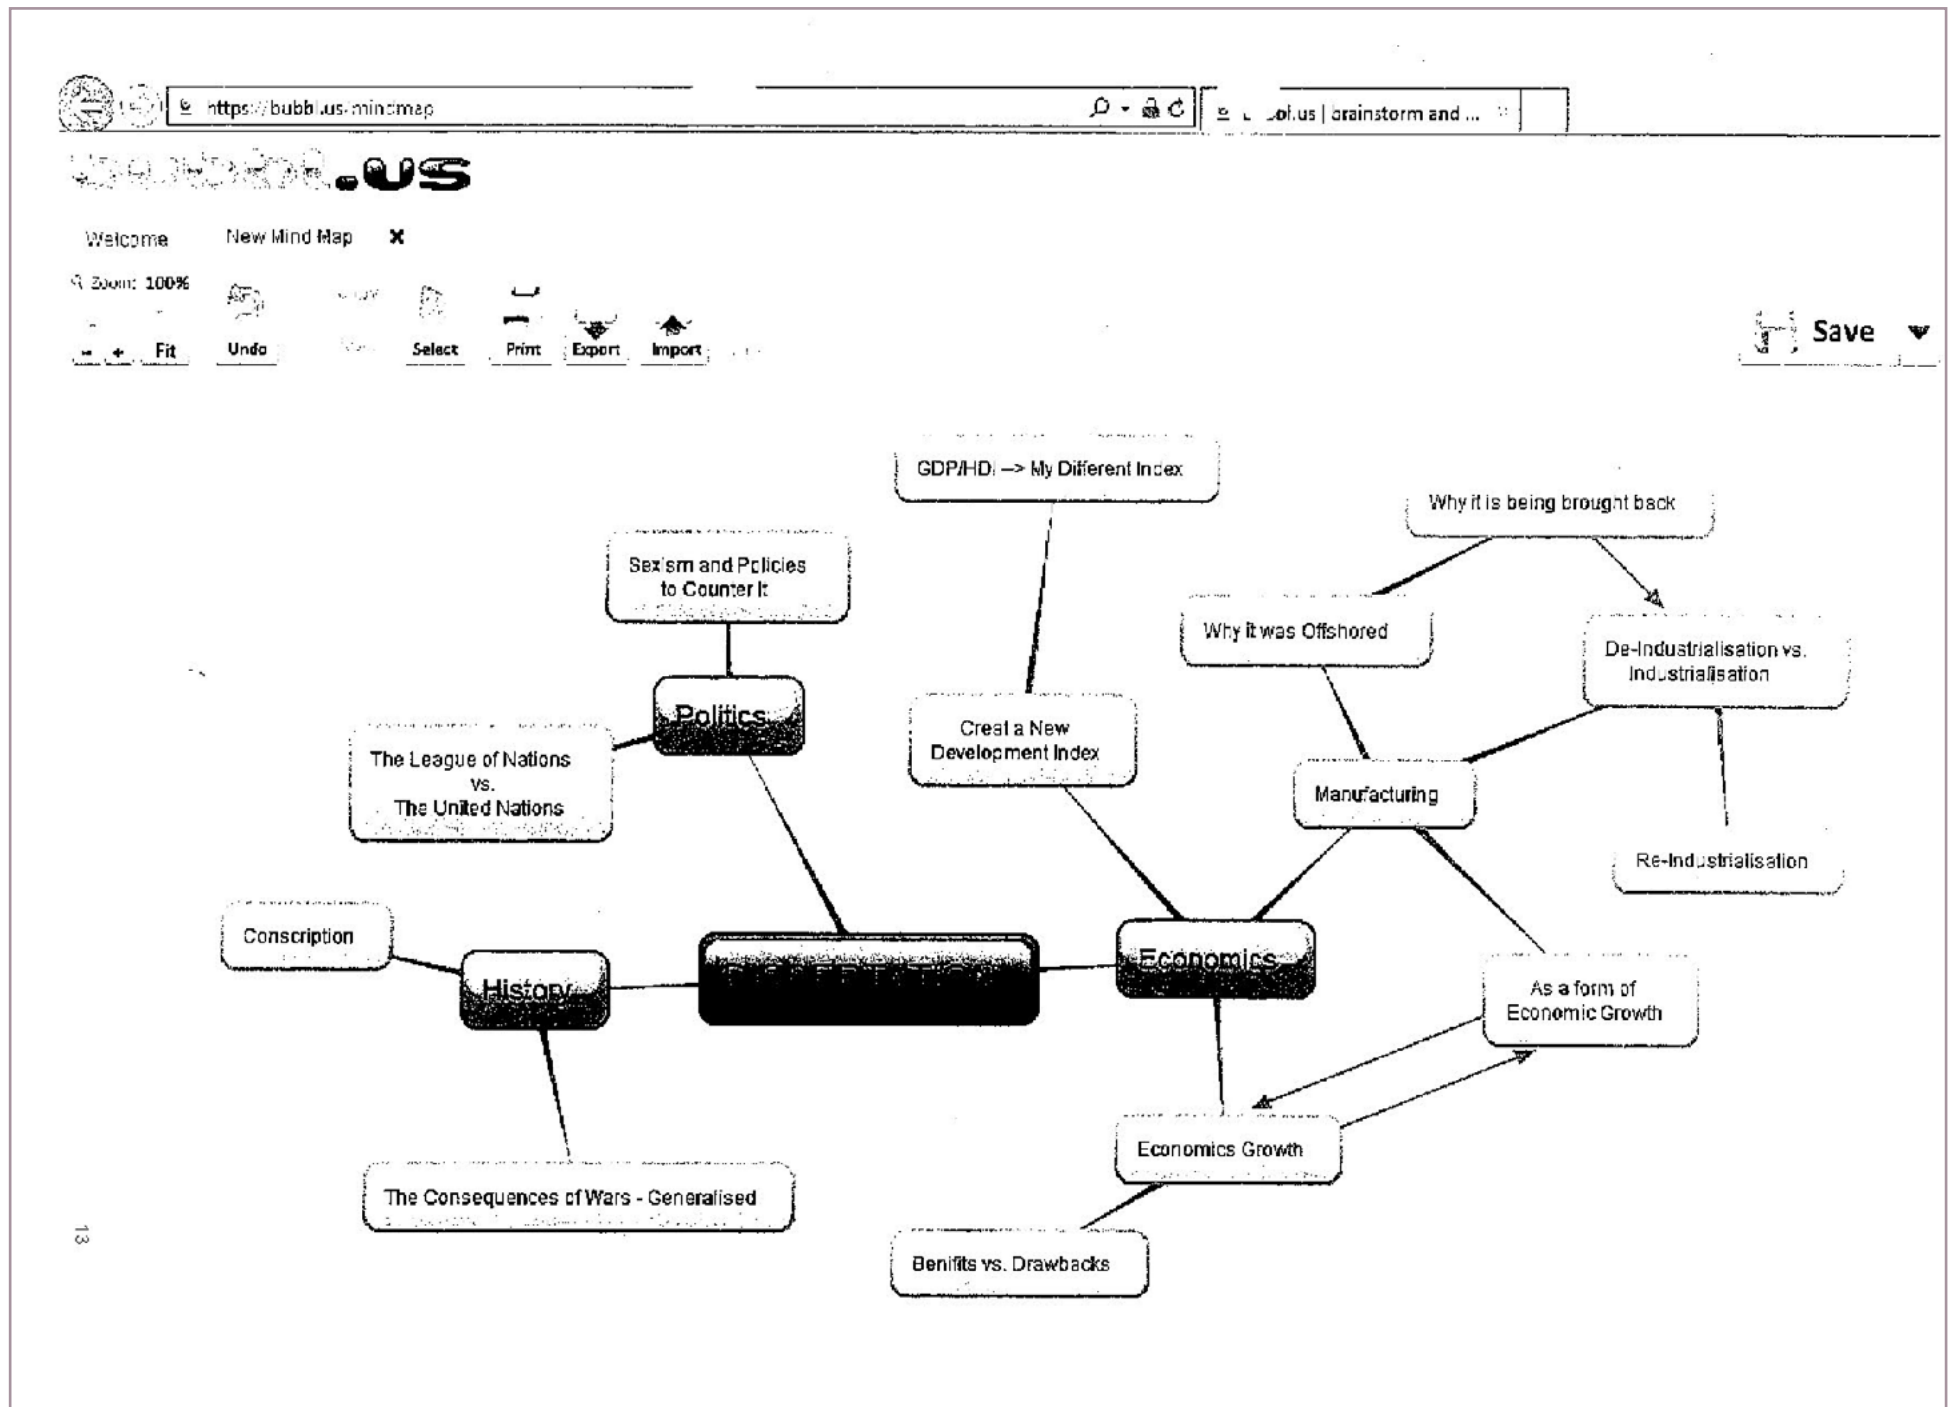 https://bubbl.us/mindmap
.us | brainstorm and ...
.us
Welcome
New Mind Map
Zoom: 100%
- + Fit
Undo
Select
Print
Export
Import
Save
GDP/HDI --> My Different Index
Why it is being brought back
Sexism and Policies
to Counter It
Why it was Offshored
De-Industrialisation vs.
Industrialisation
Politics
Creat a New
Development Index
The League of Nations
vs.
The United Nations
Manufacturing
Re-Industrialisation
Conscription
History
Economics
As a form of
Economic Growth
Economics Growth
The Consequences of Wars - Generalised
Benifits vs. Drawbacks
13